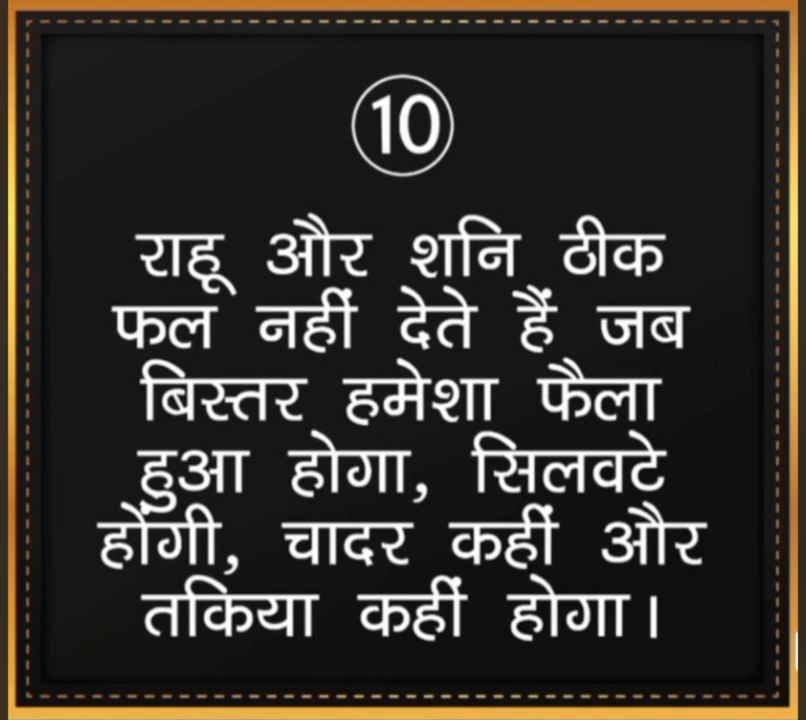 10
राहू और शनि ठीक
फल नहीं देते हैं जब
बिस्तर हमेशा फैला
हुआ होगा, सिलवटे
होंगी, चादर कहीं और
तकिया कहीं होगा।